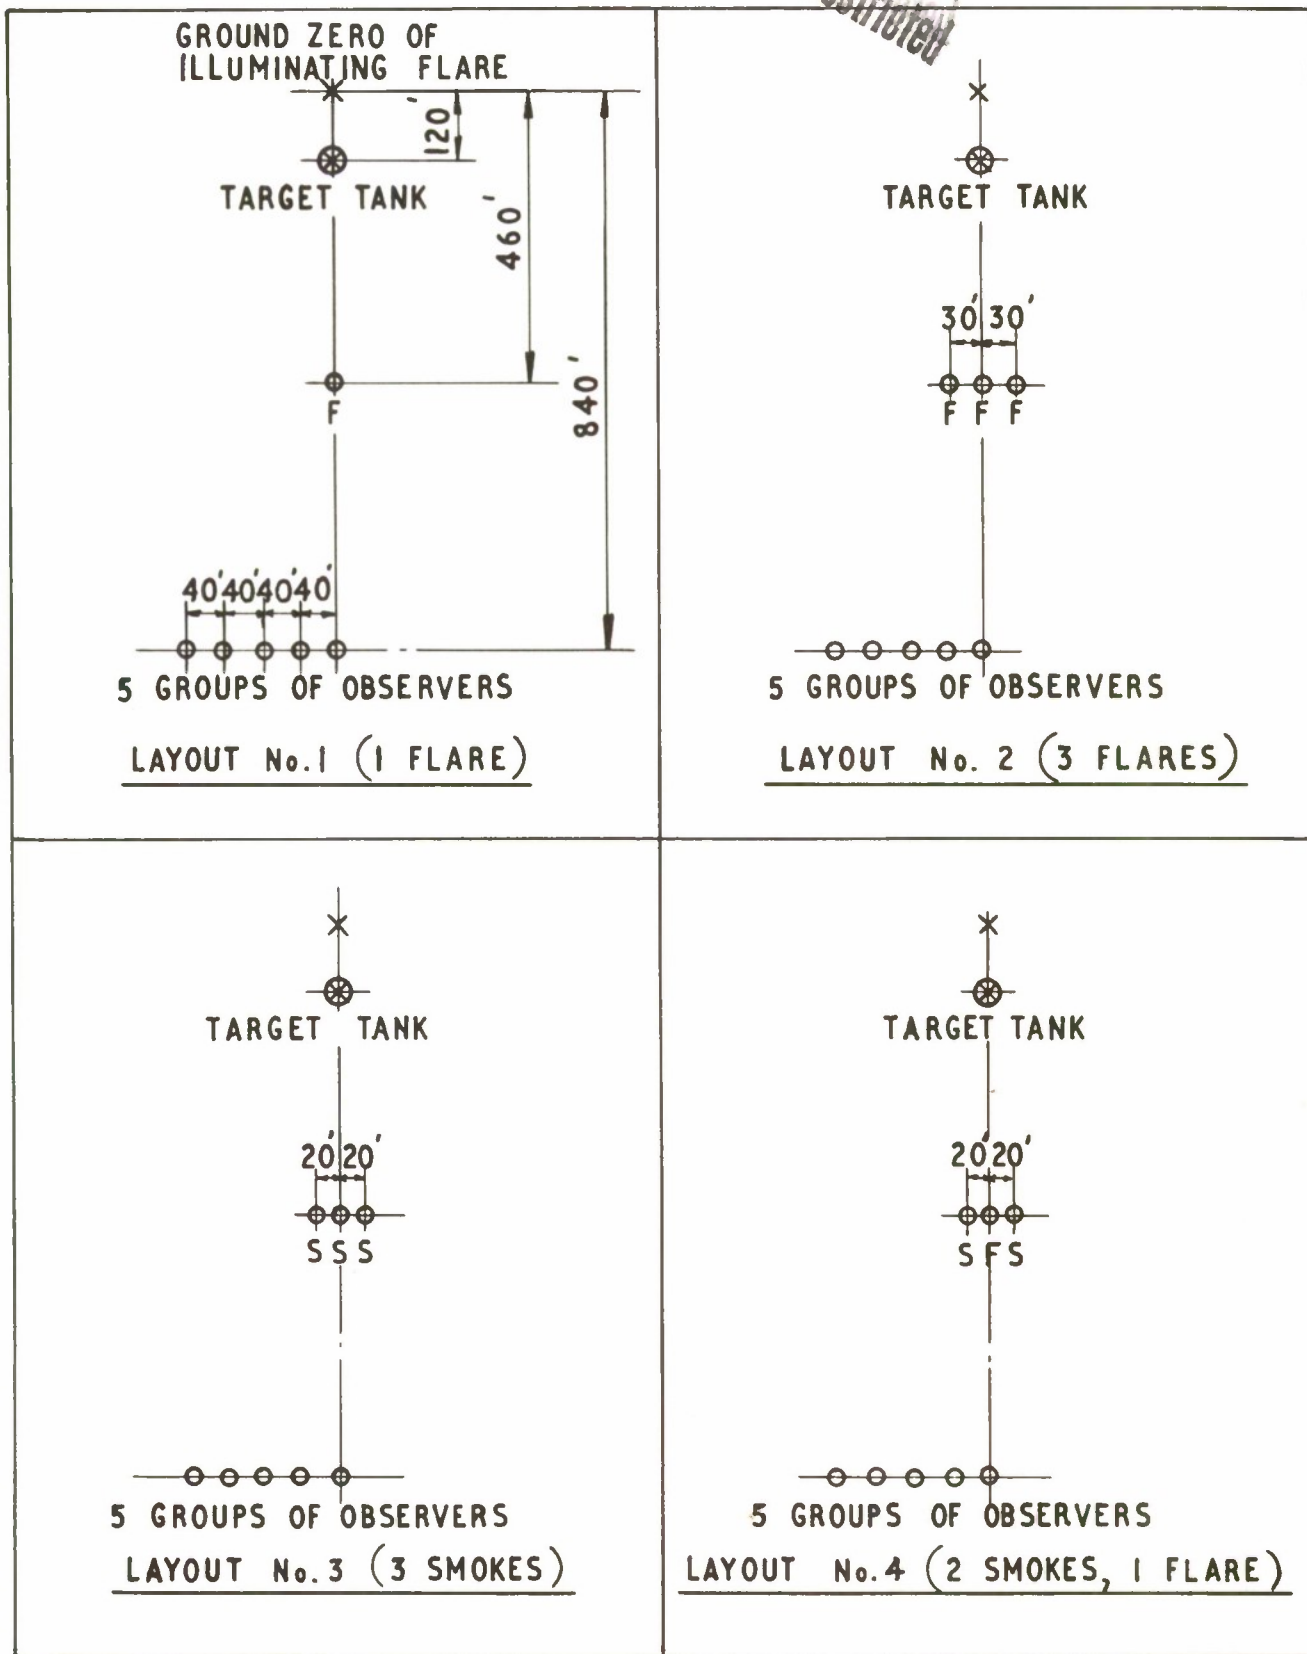 GROUND ZERO OF
ILLUMINATING FLARE
120'
TARGET TANK
460'
840'
F
40' 40' 40' 40'
5 GROUPS OF OBSERVERS
LAYOUT No. 1 (1 FLARE)
TARGET TANK
30' 30'
F F F
5 GROUPS OF OBSERVERS
LAYOUT No. 2 (3 FLARES)
TARGET TANK
20' 20'
S S S
5 GROUPS OF OBSERVERS
LAYOUT No. 3 (3 SMOKES)
TARGET TANK
20' 20'
S F S
5 GROUPS OF OBSERVERS
LAYOUT No. 4 (2 SMOKES, 1 FLARE)